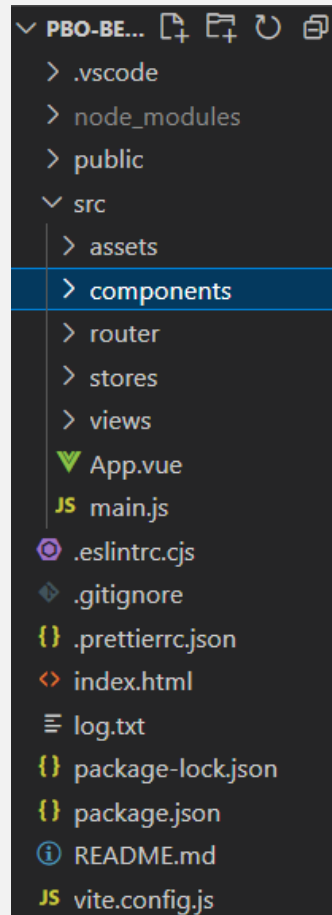 PBO-BE...
.vscode
node_modules
public
src
assets
components
router
stores
views
App.vue
JS main.js
.eslintrc.cjs
.gitignore
{} .prettierrc.json
<> index.html
log.txt
{} package-lock.json
{} package.json
README.md
JS vite.config.js